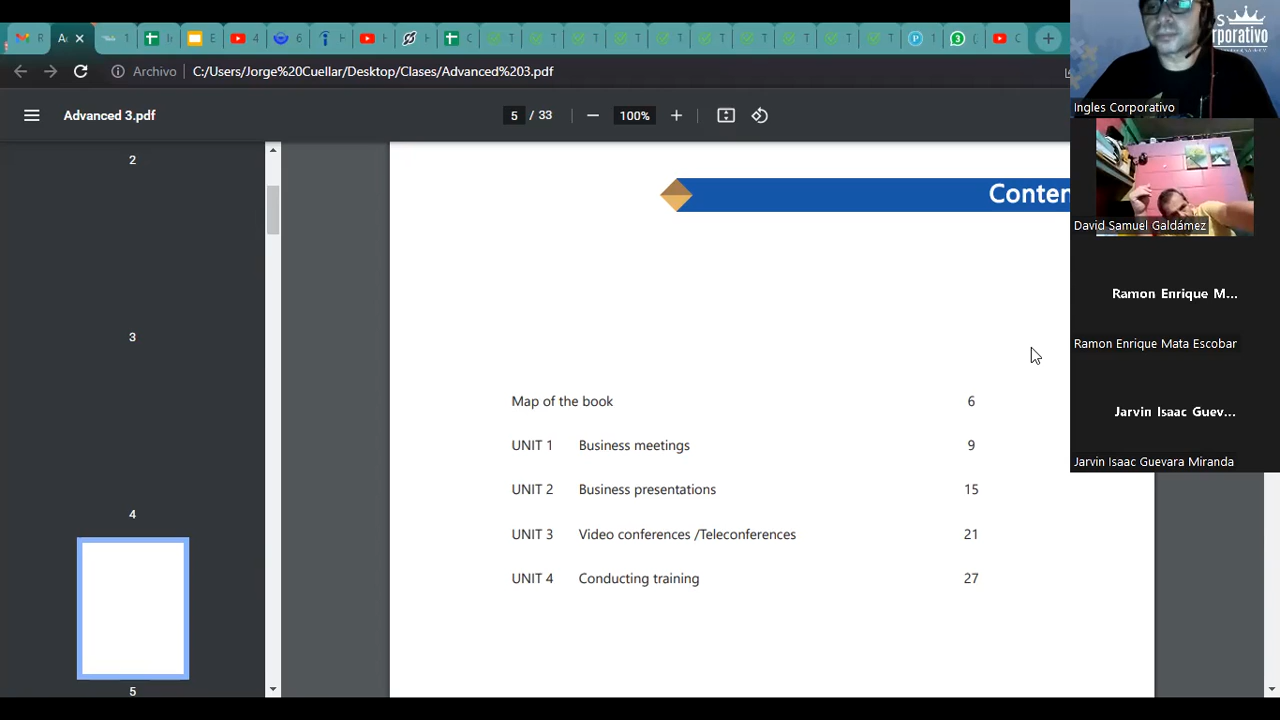 Archivo
C:/Users/Jorge%20Cuellar/Desktop/Clases/Advanced%203.pdf
Advanced 3.pdf
5 / 33
100%
2
3
4
5
Conten
Map of the book 6
UNIT 1 Business meetings 9
UNIT 2 Business presentations 15
UNIT 3 Video conferences /Teleconferences 21
UNIT 4 Conducting training 27
S
rporativo
Ingles Corporativo
David Samuel Galdámez
Ramon Enrique M...
Ramon Enrique Mata Escobar
Jarvin Isaac Guev...
Jarvin Isaac Guevara Miranda